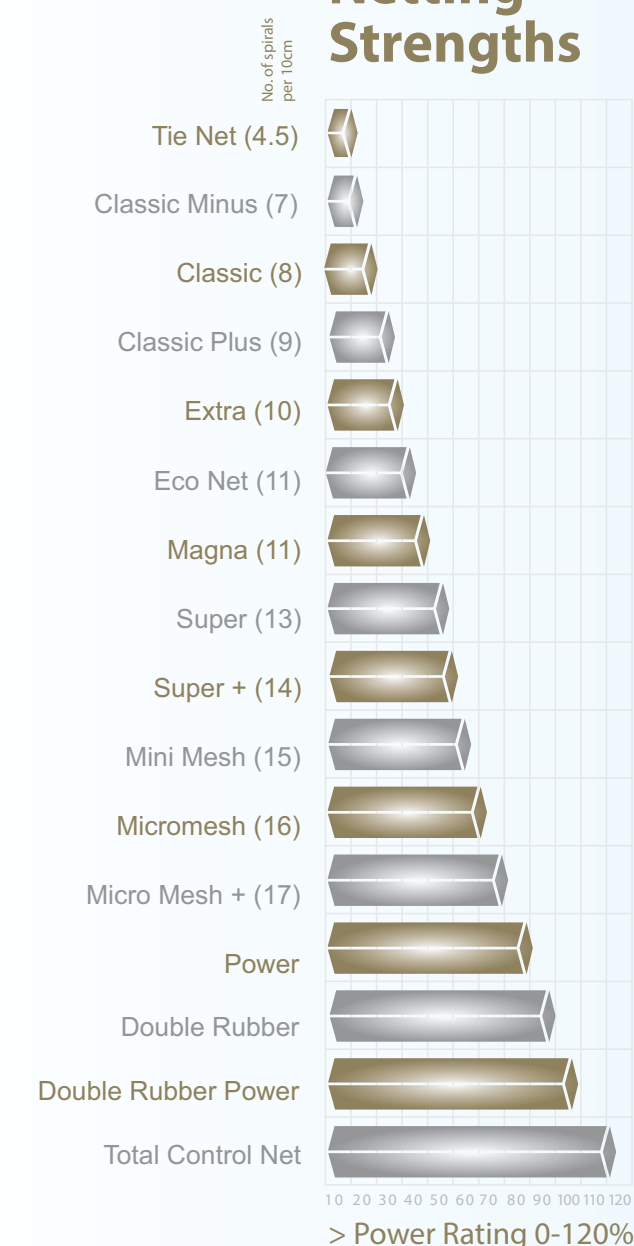 Netting
Strengths
No. of spirals
per 10cm
Tie Net (4.5)
Classic Minus (7)
Classic (8)
Classic Plus (9)
Extra (10)
Eco Net (11)
Magna (11)
Super (13)
Super + (14)
Mini Mesh (15)
Micromesh (16)
Micro Mesh + (17)
Power
Double Rubber
Double Rubber Power
Total Control Net
10 20 30 40 50 60 70 80 90 100 110 120
> Power Rating 0-120%